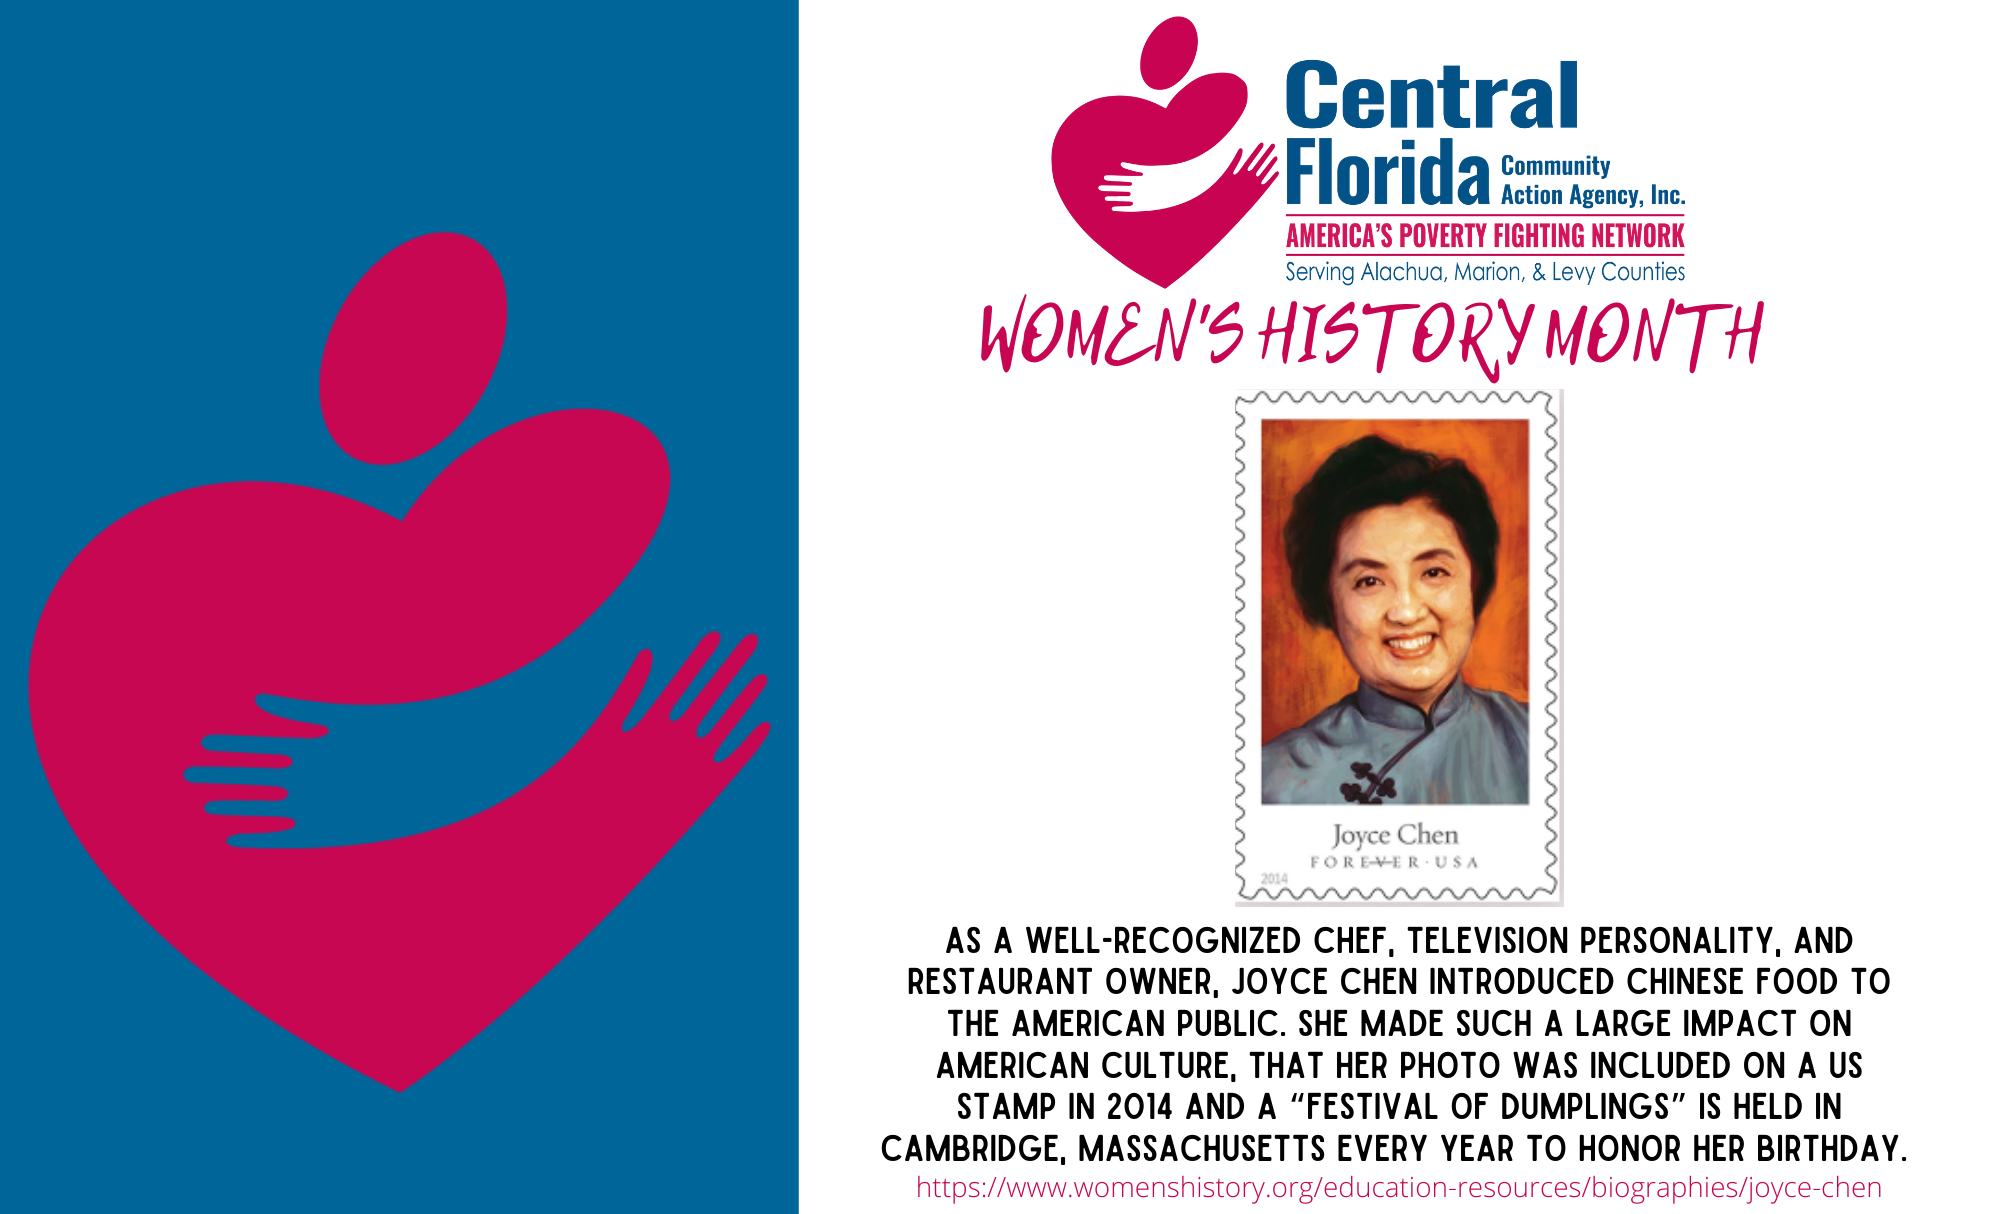 Central
Florida
Community
Action Agency, Inc.
AMERICA'S POVERTY FIGHTING NETWORK
Serving Alachua, Marion, & Levy Counties
WOMEN'S HISTORY MONTH
Joyce Chen
FOREVER · USA
2014
AS A WELL-RECOGNIZED CHEF, TELEVISION PERSONALITY, AND
RESTAURANT OWNER, JOYCE CHEN INTRODUCED CHINESE FOOD TO
THE AMERICAN PUBLIC. SHE MADE SUCH A LARGE IMPACT ON
AMERICAN CULTURE, THAT HER PHOTO WAS INCLUDED ON A US
STAMP IN 2014 AND A “FESTIVAL OF DUMPLINGS” IS HELD IN
CAMBRIDGE, MASSACHUSETTS EVERY YEAR TO HONOR HER BIRTHDAY.
https://www.womenshistory.org/education-resources/biographies/joyce-chen